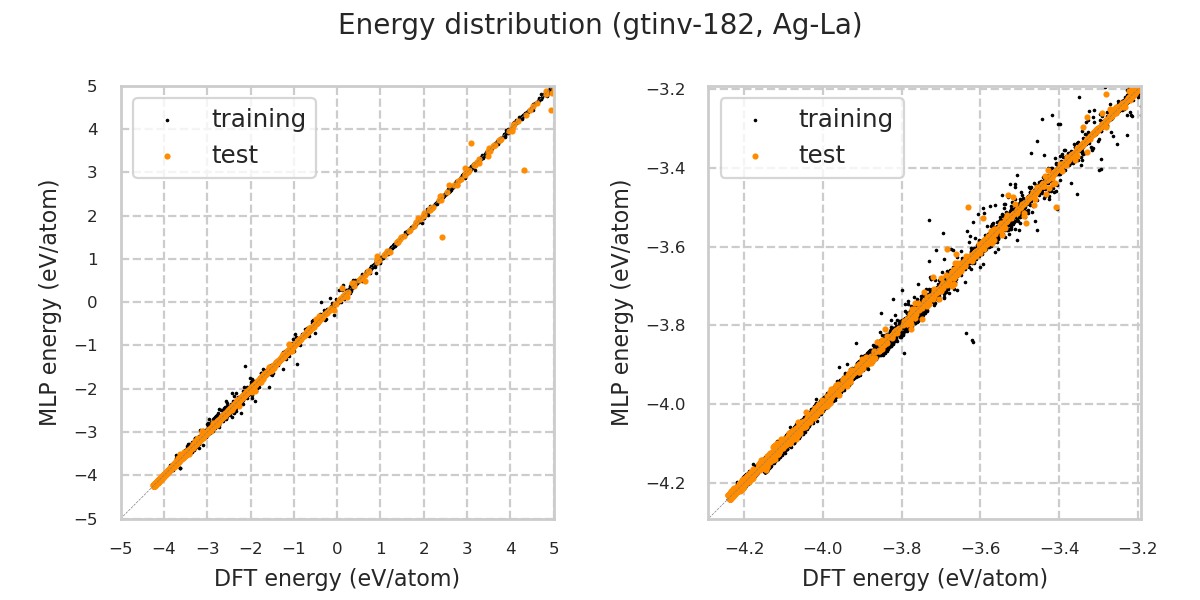 Energy distribution (gtinv-182, Ag-La)
training
test
5
4
3
2
1
0
−1
−2
−3
−4
−5
−5 −4 −3 −2 −1 0 1 2 3 4 5
MLP energy (eV/atom)
DFT energy (eV/atom)
training
test
−3.2
−3.4
−3.6
−3.8
−4.0
−4.2
−4.2 −4.0 −3.8 −3.6 −3.4 −3.2
MLP energy (eV/atom)
DFT energy (eV/atom)